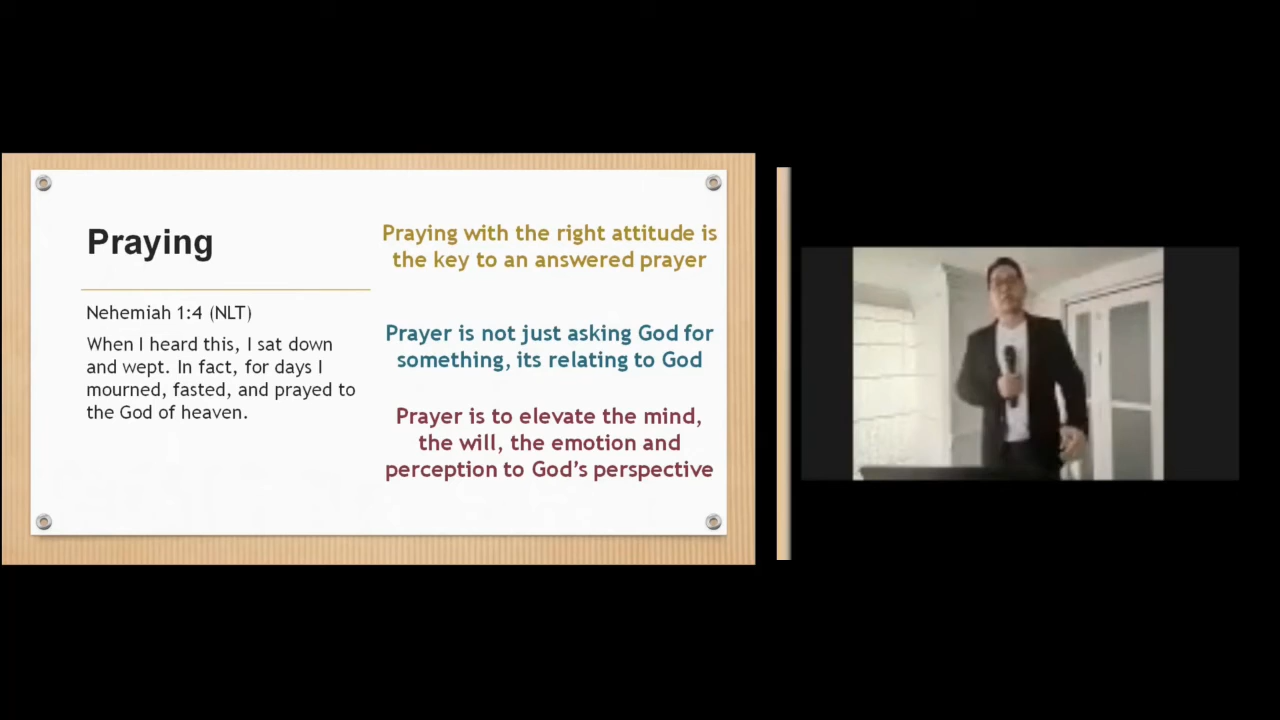 Praying
Nehemiah 1:4 (NLT)
When I heard this, I sat down
and wept. In fact, for days I
mourned, fasted, and prayed to
the God of heaven.
Praying with the right attitude is
the key to an answered prayer
Prayer is not just asking God for
something, its relating to God
Prayer is to elevate the mind,
the will, the emotion and
perception to God's perspective